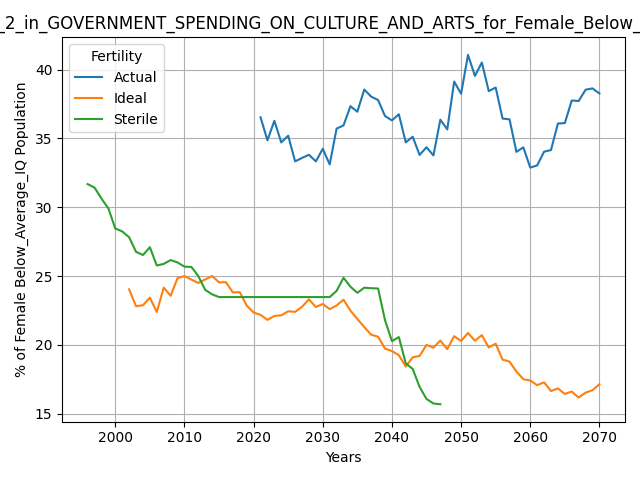 _2_in_GOVERNMENT_SPENDING_ON_CULTURE_AND_ARTS_for_Female_Below_
Fertility
Actual
Ideal
Sterile
% of Female Below_Average_IQ Population
40
35
30
25
20
15
2000
2010
2020
2030
2040
2050
2060
2070
Years